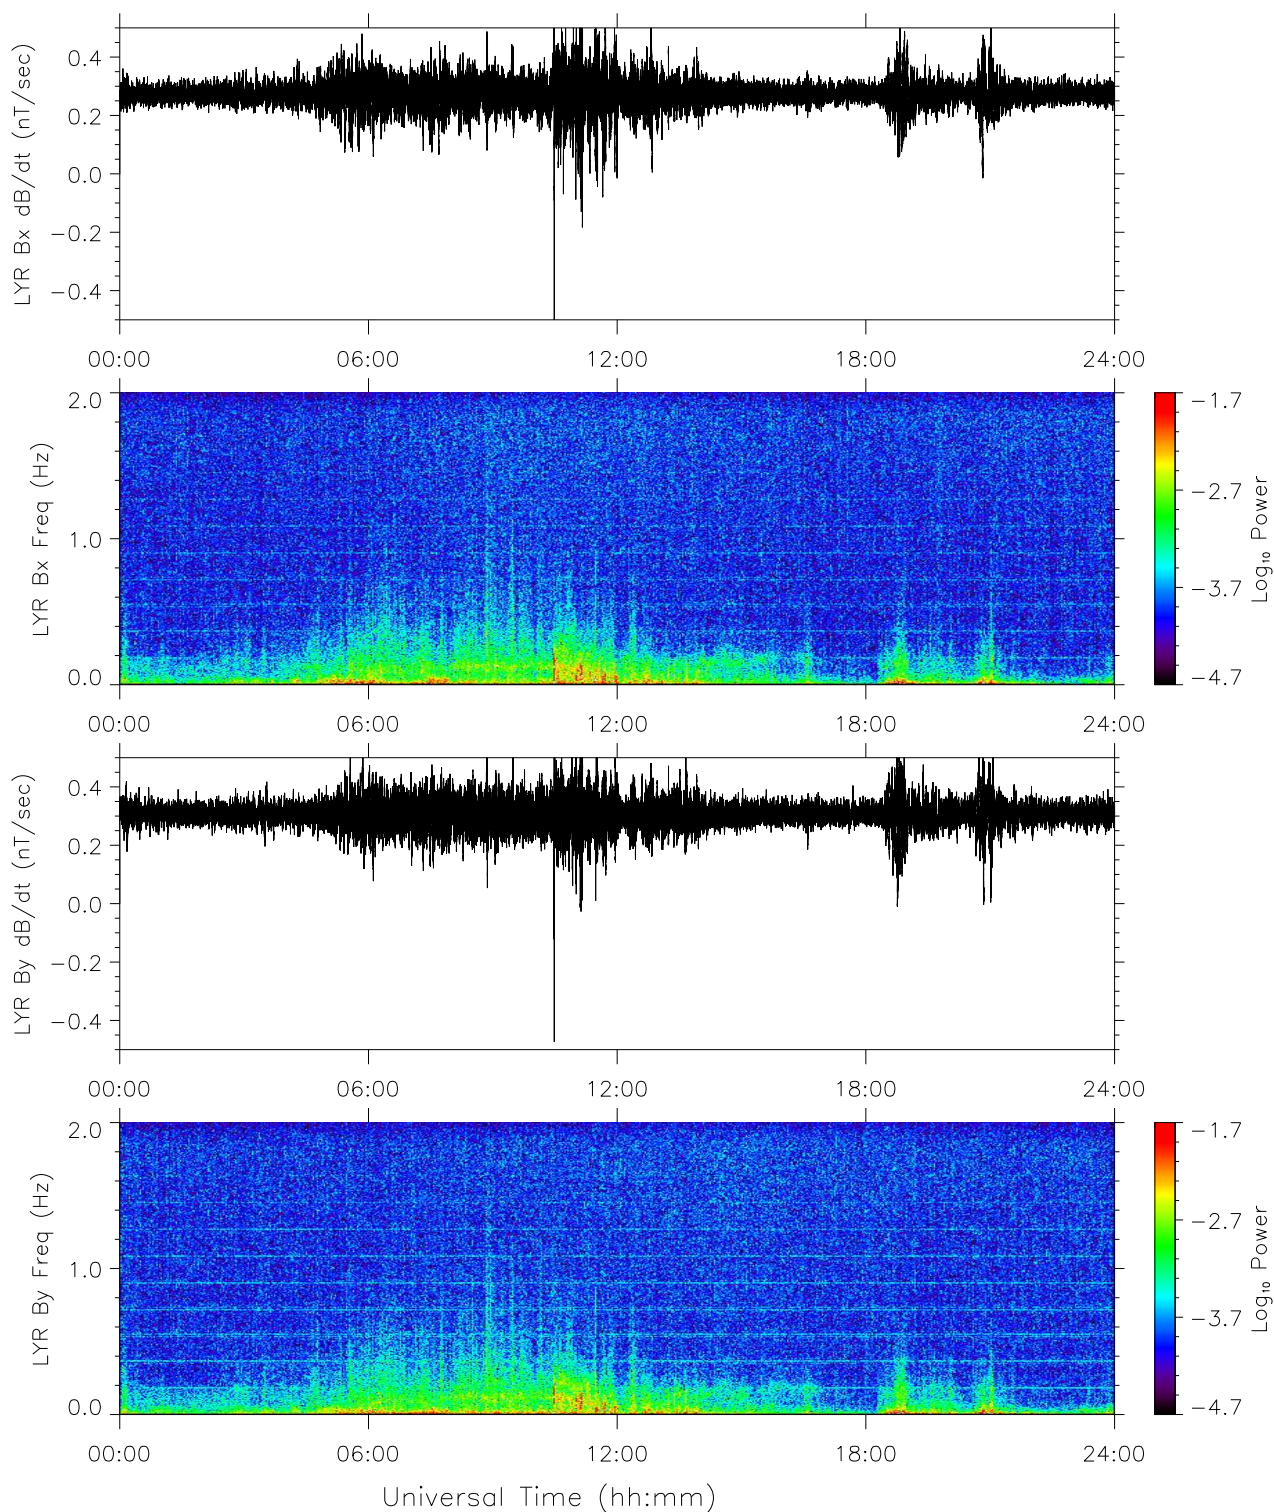 LYR Bx dB/dt (nT/sec)
0.4
0.2
0.0
−0.2
−0.4
00:00 06:00 12:00 18:00 24:00
LYR Bx Freq (Hz)
2.0
1.0
0.0
−1.7
−2.7
−3.7
−4.7
Log₁₀ Power
00:00 06:00 12:00 18:00 24:00
LYR By dB/dt (nT/sec)
0.4
0.2
0.0
−0.2
−0.4
00:00 06:00 12:00 18:00 24:00
LYR By Freq (Hz)
2.0
1.0
0.0
−1.7
−2.7
−3.7
−4.7
Log₁₀ Power
00:00 06:00 12:00 18:00 24:00
Universal Time (hh:mm)